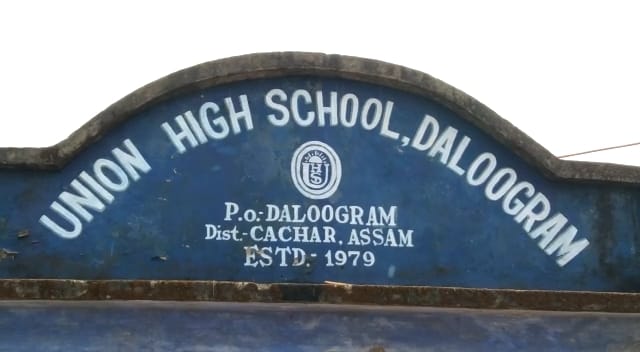 UNION HIGH SCHOOL, DALOOGRAM
P.o.-DALOOGRAM
Dist.-CACHAR, ASSAM
ESTD.- 1979